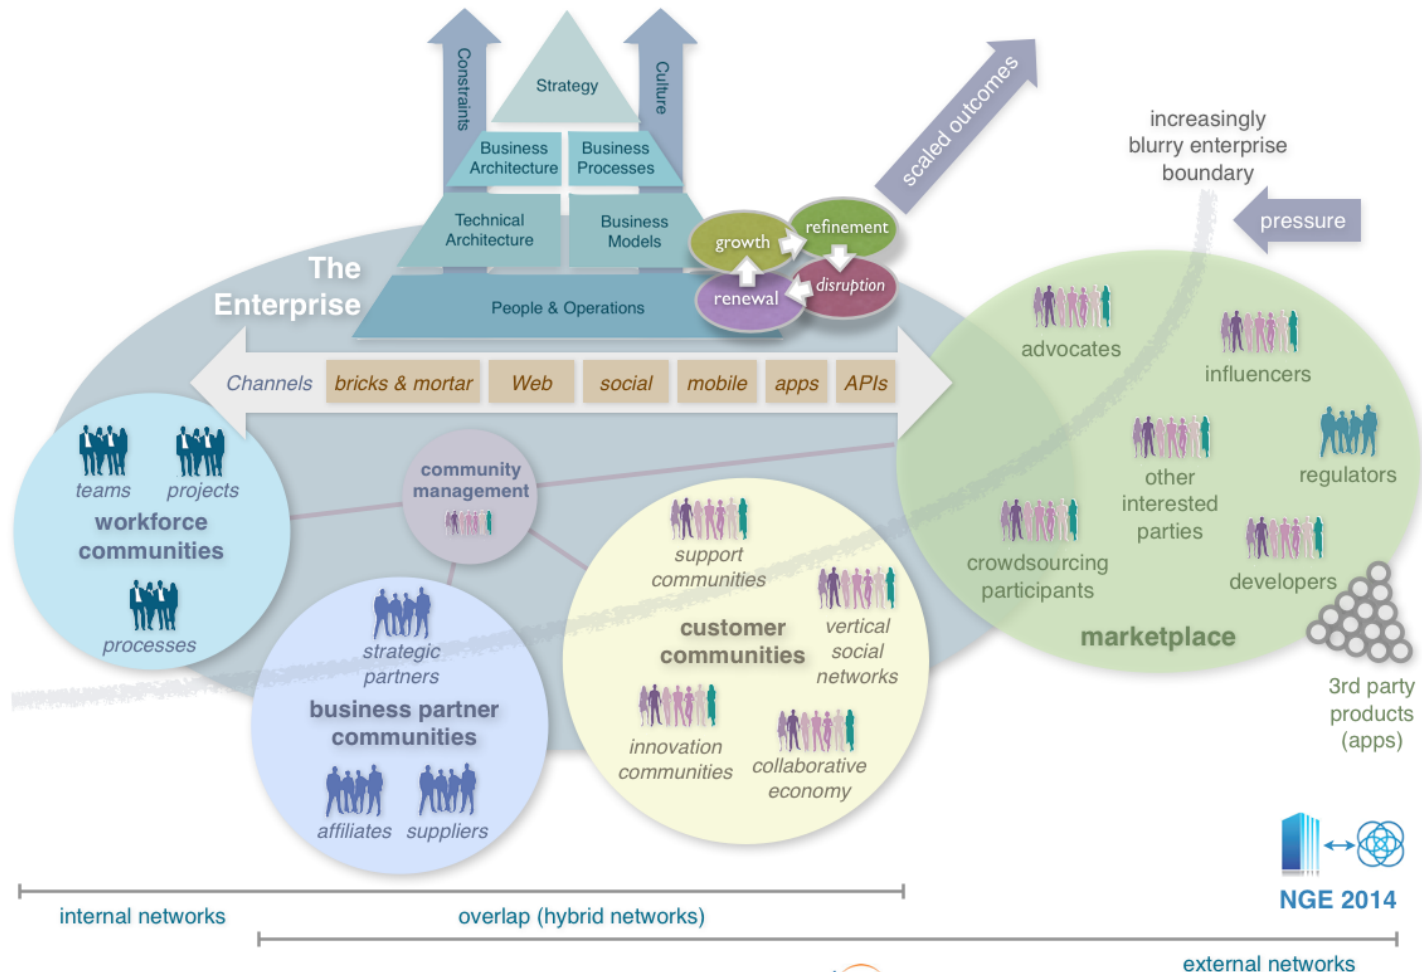 Constraints
Strategy
Culture
Business
Architecture
Business
Processes
Technical
Architecture
Business
Models
People & Operations
growth
refinement
disruption
renewal
scaled outcomes
increasingly
blurry enterprise
boundary
pressure
The
Enterprise
Channels
bricks & mortar
Web
social
mobile
apps
APIs
teams
projects
workforce
communities
processes
community
management
strategic
partners
business partner
communities
affiliates
suppliers
support
communities
customer
communities
vertical
social
networks
innovation
communities
collaborative
economy
advocates
influencers
other
interested
parties
regulators
crowdsourcing
participants
developers
marketplace
3rd party
products
(apps)
NGE 2014
internal networks
overlap (hybrid networks)
external networks